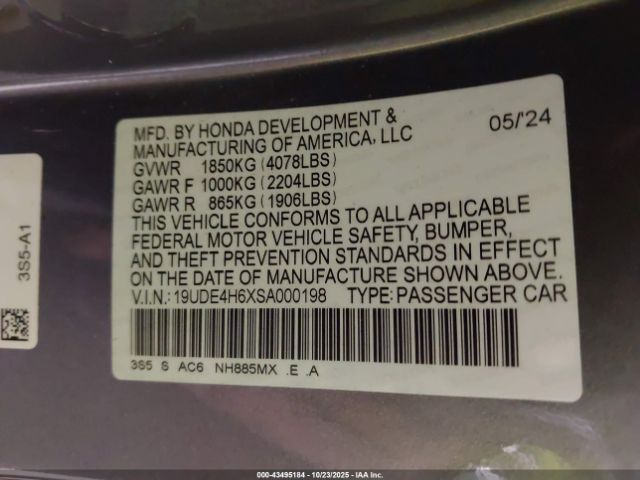 MFD. BY HONDA DEVELOPMENT & 05/'24
MANUFACTURING OF AMERICA, LLC
GVWR 1850KG (4078LBS)
GAWR F 1000KG (2204LBS)
GAWR R 865KG (1906LBS)
THIS VEHICLE CONFORMS TO ALL APPLICABLE
FEDERAL MOTOR VEHICLE SAFETY, BUMPER,
AND THEFT PREVENTION STANDARDS IN EFFECT
ON THE DATE OF MANUFACTURE SHOWN ABOVE.
V.I.N.: 19UDE4H6XSA000198 TYPE: PASSENGER CAR
3S5 S AC6 NH885MX .E .A
3S5-A1
000-43495184 | 10/23/2025 - IAA Inc.